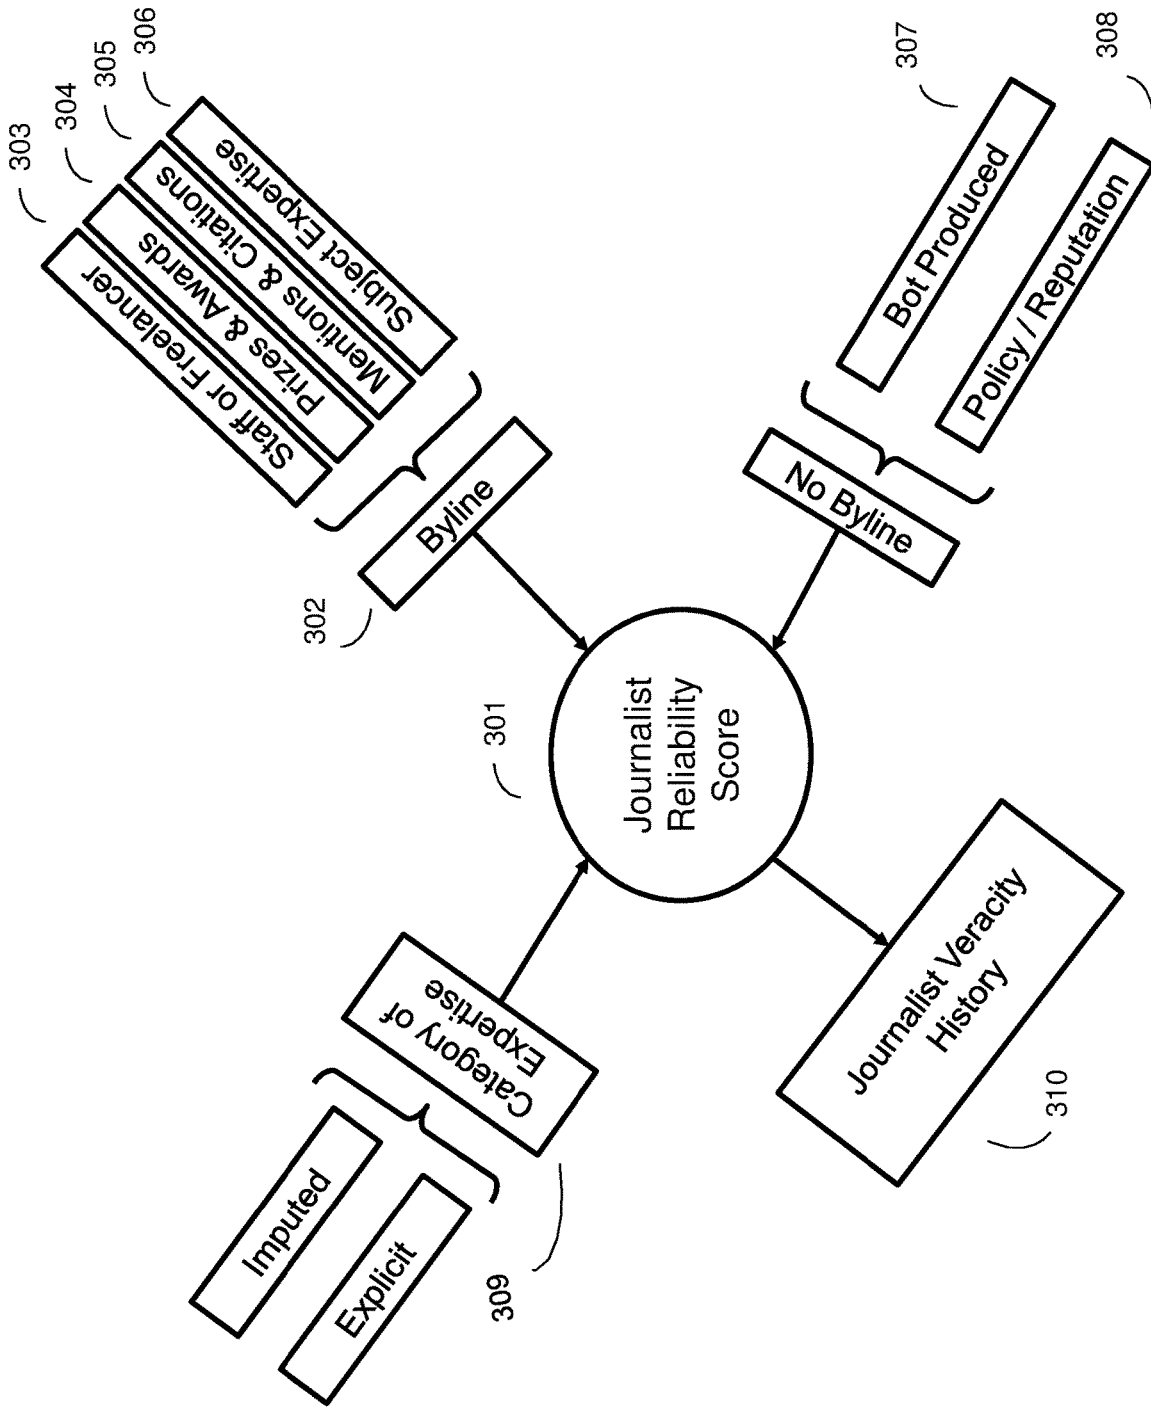 303
304
305
306
Staff or Freelancer
Prizes & Awards
Mentions & Citations
Subject Expertise
302
Byline
307
308
Bot Produced
Policy / Reputation
No Byline
301
Journalist
Reliability
Score
Imputed
Explicit
Category of
Expertise
309
Journalist Veracity
History
310